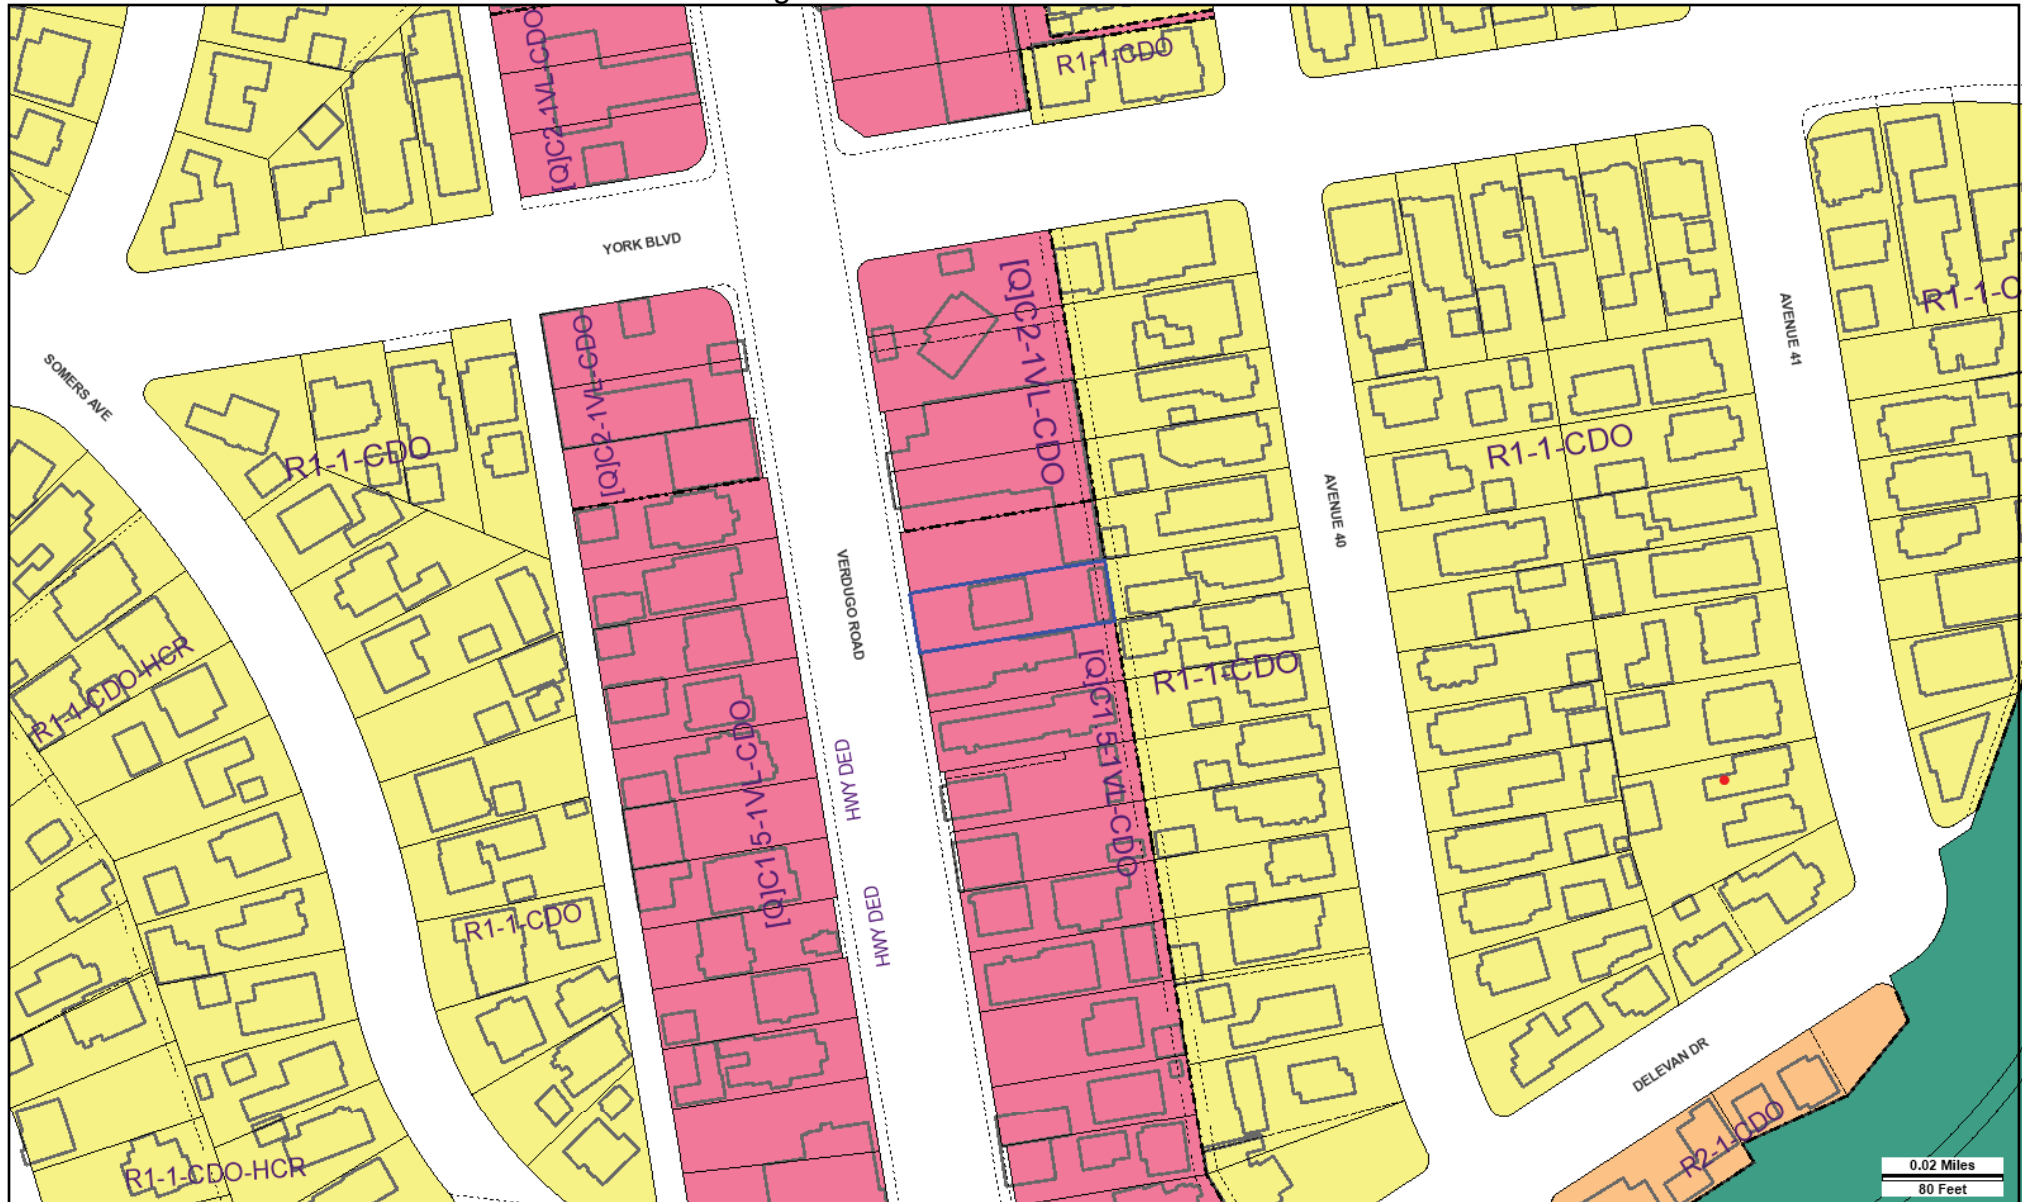 [Q]C2-1VL-CDO
R1-1-CDO
YORK BLVD
[Q]C2-1VL-CDO
R1-1-C
AVENUE 41
SOMERS AVE
[Q]C2-1VL-CDO
R1-1-CDO
R1-1-CDO
AVENUE 40
VERDUGO ROAD
R1-1-CDO-HCR
R1-1-CDO
[Q]C1.5-1VL-CDO
[Q]C1.5-1VL-CDO
HWY DED
HWY DED
R1-1-CDO
DELEVAN DR
R2-1-CDO
R1-1-CDO-HCR
0.02 Miles
80 Feet